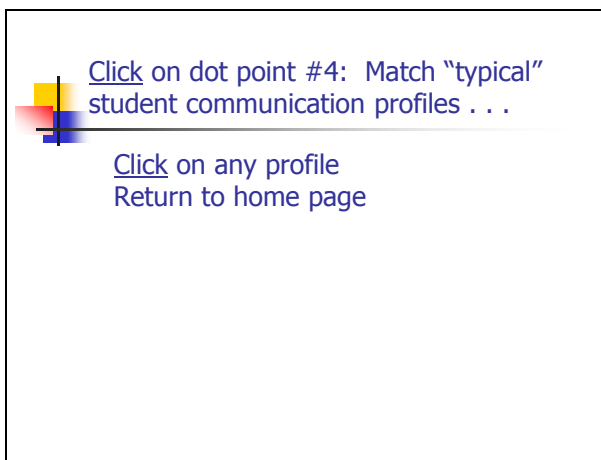 Click on dot point #4:  Match “typical”
student communication profiles . . .
Click on any profile
Return to home page